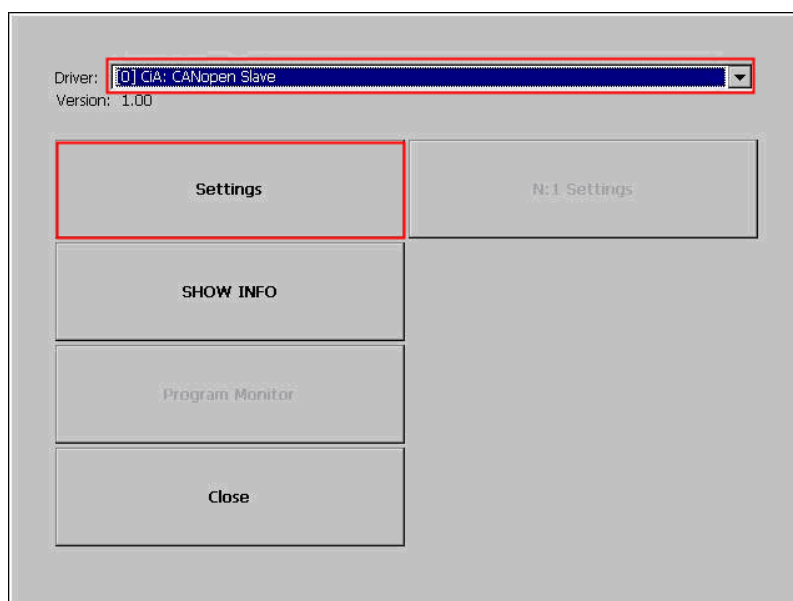 Driver: [0] CiA: CANopen Slave
Version: 1.00
Settings
N:1 Settings
SHOW INFO
Program Monitor
Close